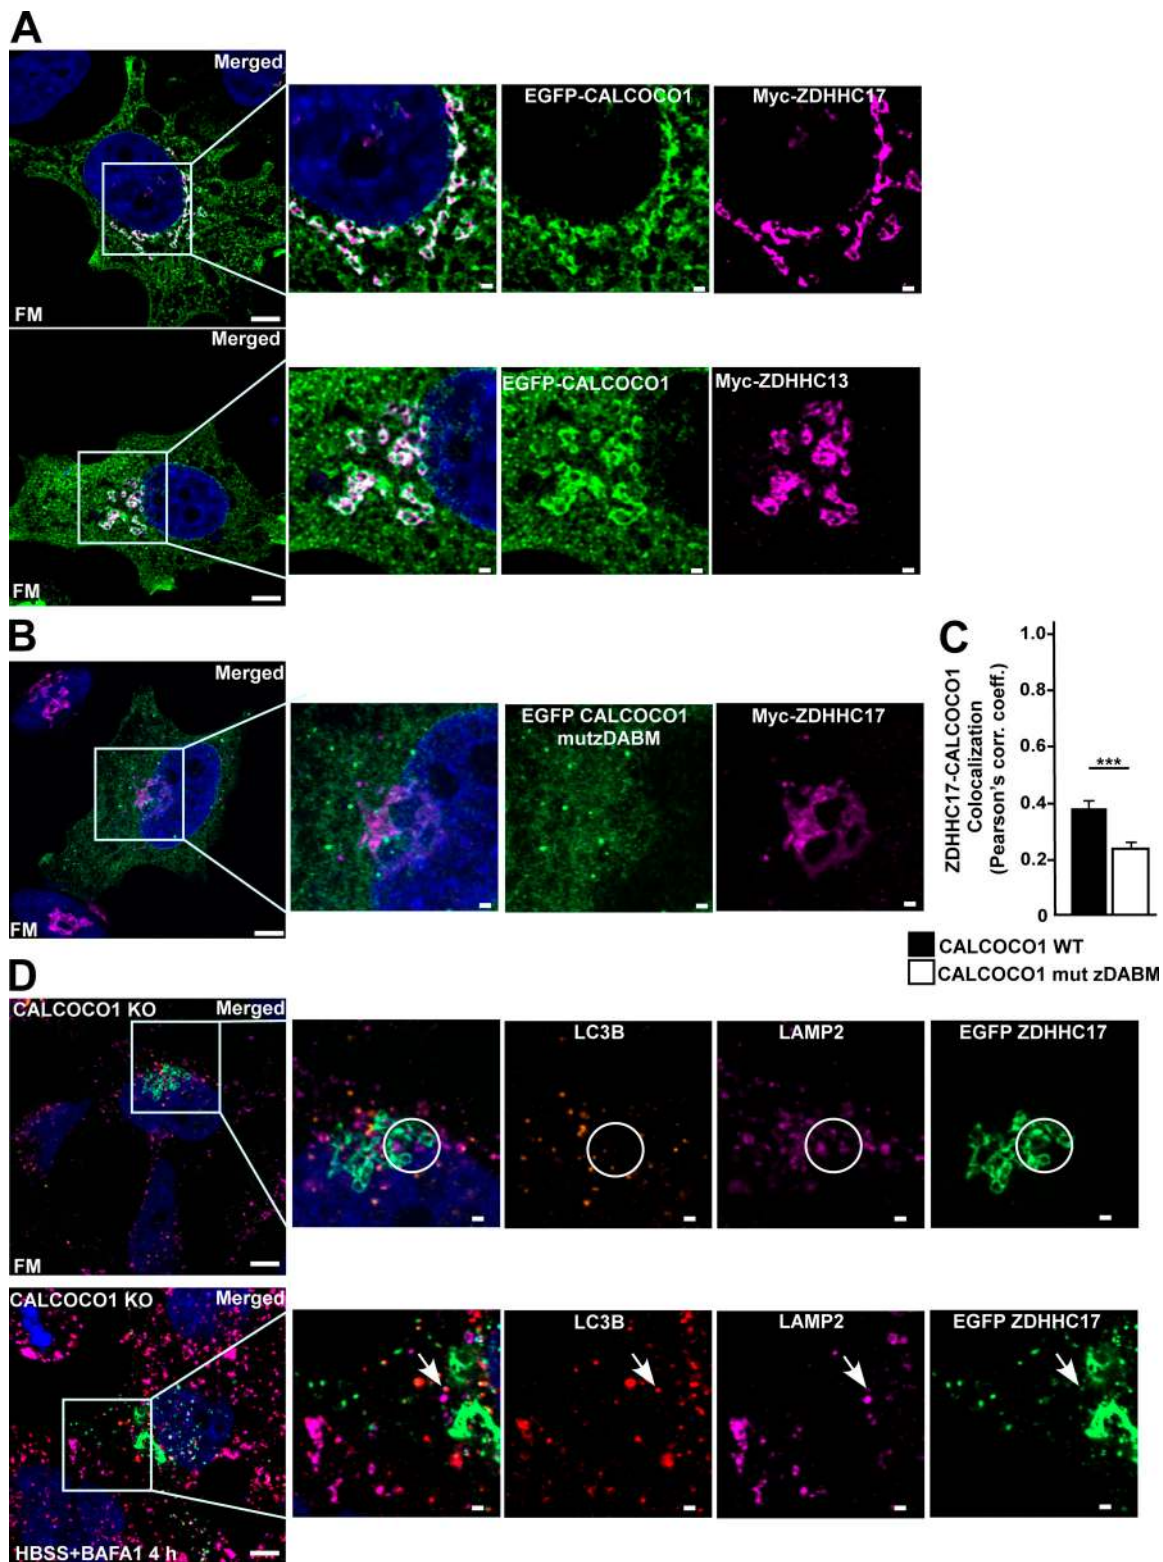 A
Merged
EGFP-CALCOCO1
Myc-ZDHHC17
FM
Merged
EGFP-CALCOCO1
Myc-ZDHHC13
FM
B
Merged
EGFP CALCOCO1
mutzDABM
Myc-ZDHHC17
FM
C
ZDHHC17-CALCOCO1
Colocalization
(Pearson's corr. coeff.)
1.0
0.8
0.6
0.4
0.2
0
***
CALCOCO1 WT
CALCOCO1 mut zDABM
D
CALCOCO1 KO
Merged
LC3B
LAMP2
EGFP ZDHHC17
FM
CALCOCO1 KO
Merged
LC3B
LAMP2
EGFP ZDHHC17
HBSS+BAFA1 4 h